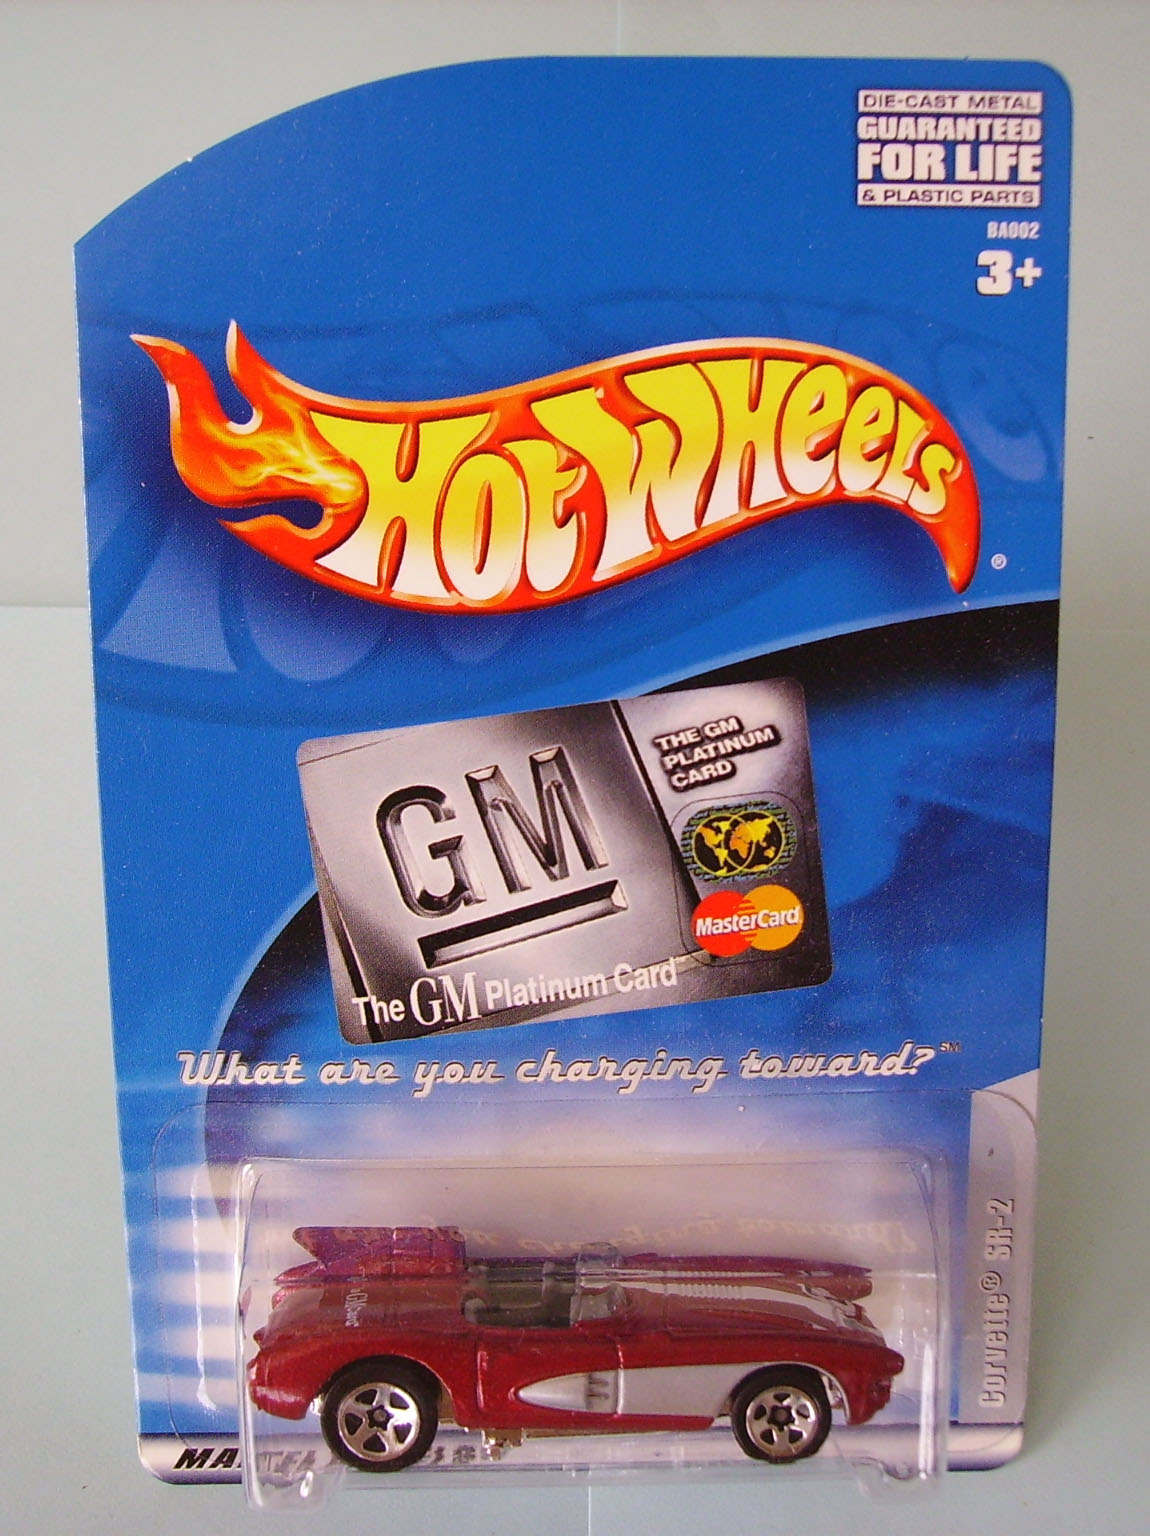 DIE-CAST METAL
GUARANTEED
FOR LIFE
& PLASTIC PARTS
BA002
3+
HOT WHEELS
®
GM
THE GM
PLATINUM
CARD
MasterCard
The GM Platinum Card
What are you charging toward? SM
Corvette® SR-2